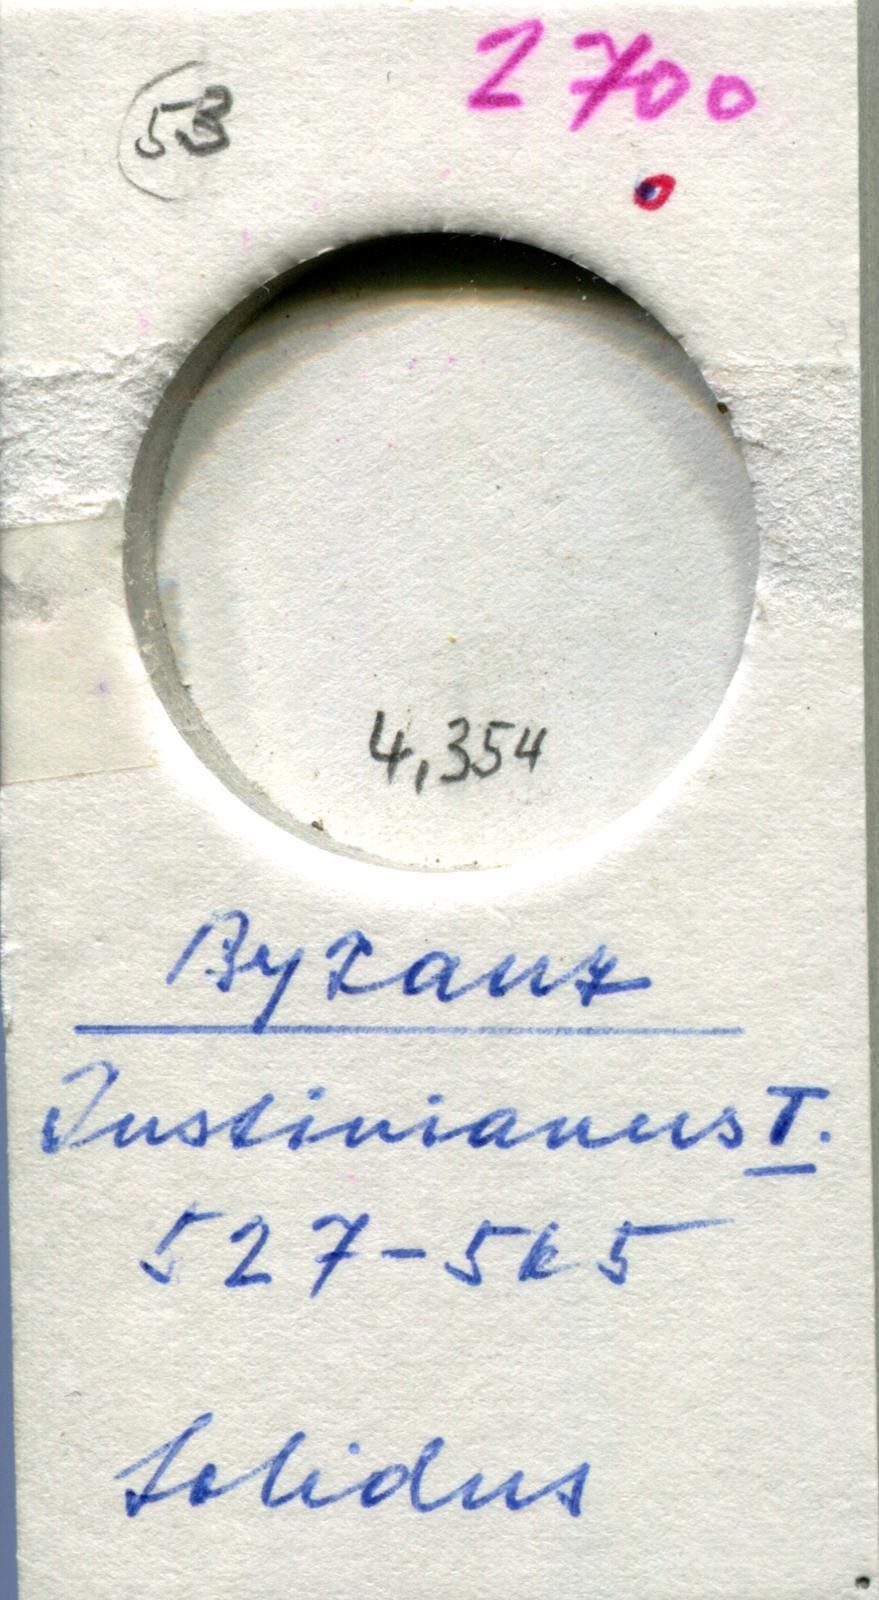 53
2700
4,354
Byzanz
Justinianus I.
527-565
Solidus